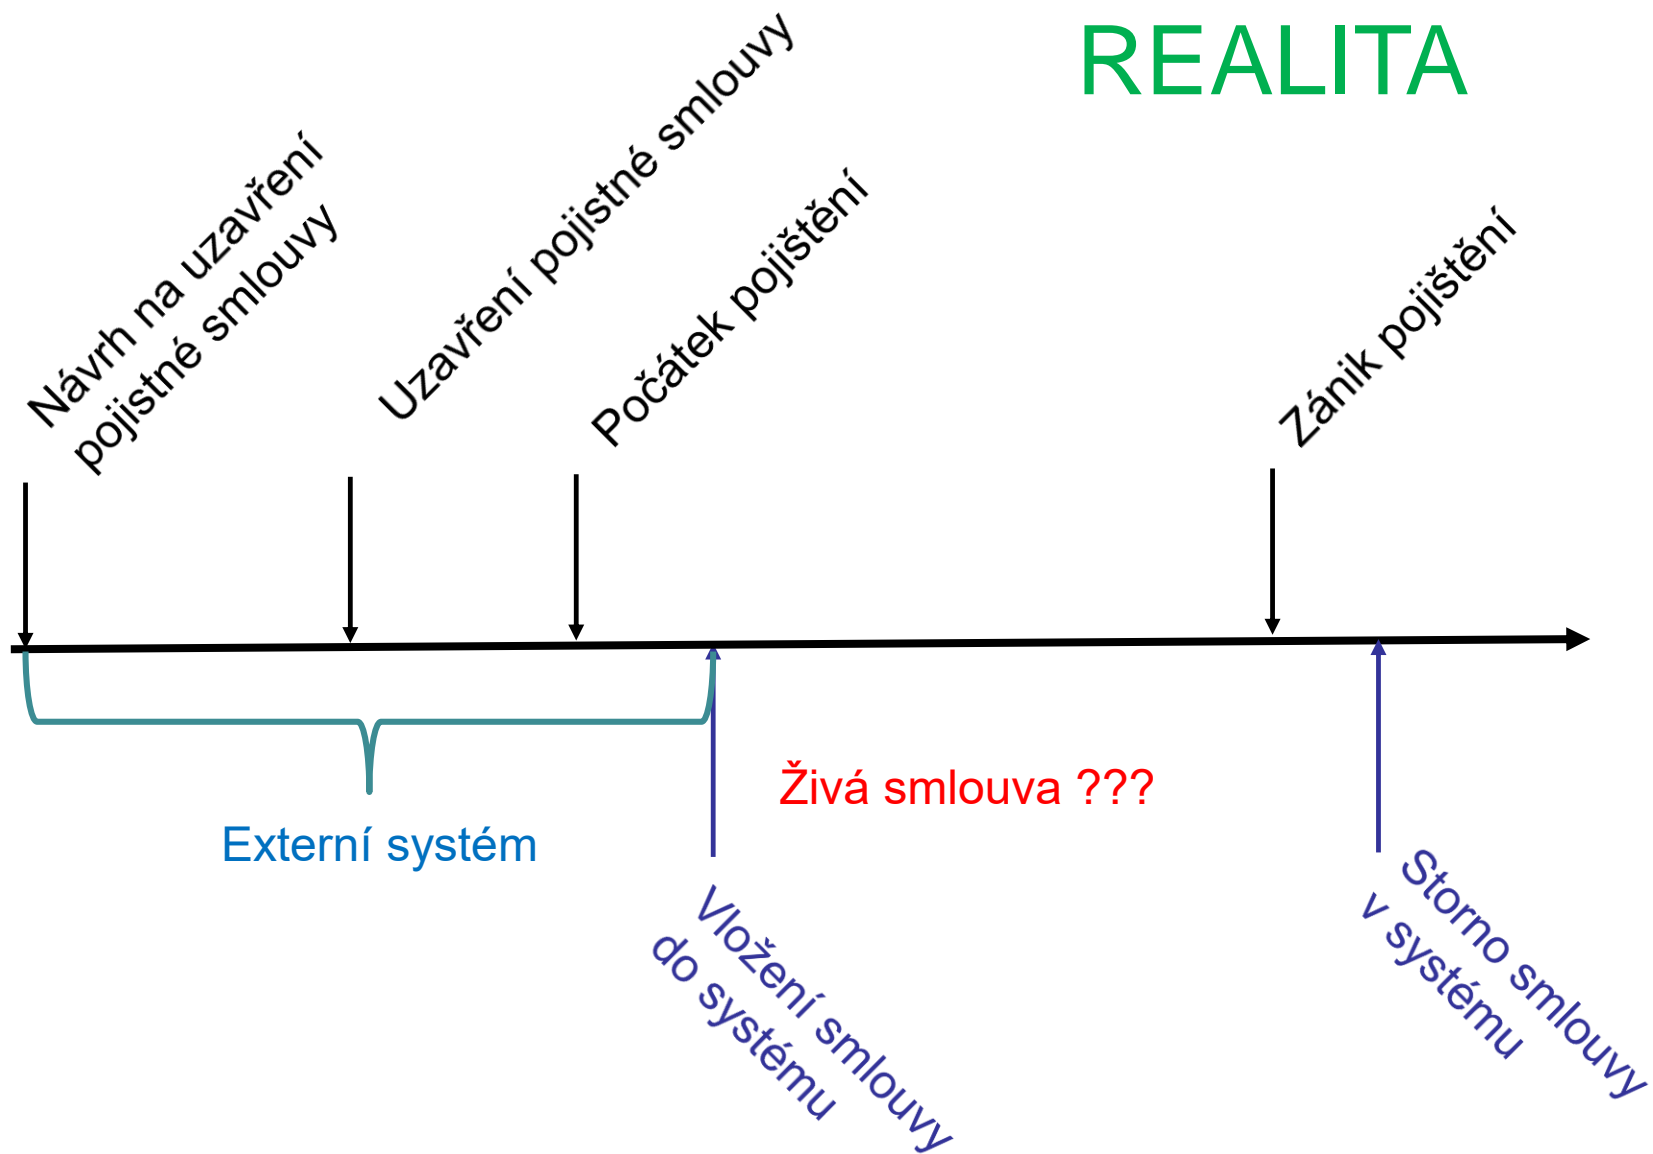 REALITA
Návrh na uzavření
pojistné smlouvy
Uzavření pojistné smlouvy
Počátek pojištění
Zánik pojištění
Živá smlouva ???
Externí systém
Vložení smlouvy
do systému
Storno smlouvy
v systému